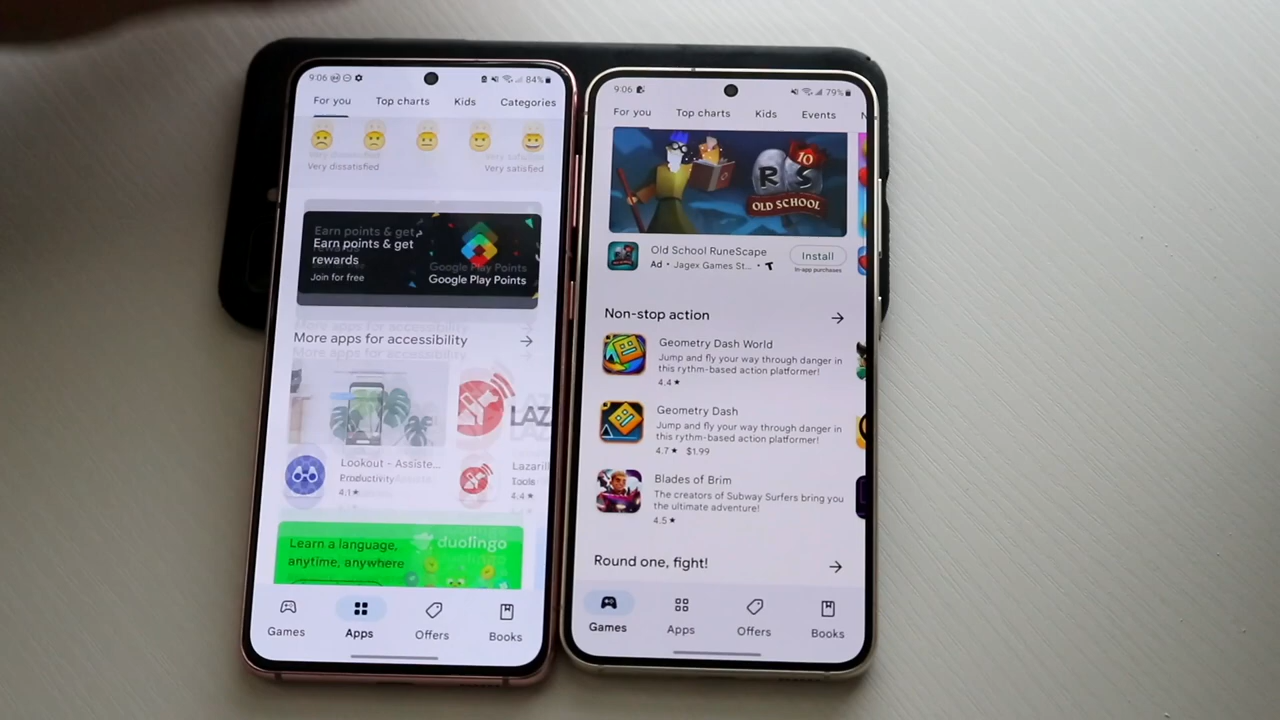 9:06
84%
For you
Top charts
Kids
Categories
Very dissatisfied
Very satisfied
Earn points & get
rewards
Join for free
Google Play Points
More apps for accessibility
LAZ
Lookout - Assiste...
Productivity
4.1★
Lazarill
Tools
4.4★
Learn a language,
anytime, anywhere
duolingo
Games
Apps
Offers
Books
9:06
79%
For you
Top charts
Kids
Events
10
RS
OLD SCHOOL
Old School RuneScape
Ad • Jagex Games St... •
Install
In-app purchases
Non-stop action
Geometry Dash World
Jump and fly your way through danger in
this rythm-based action platformer!
4.4★
Geometry Dash
Jump and fly your way through danger in
this rythm-based action platformer!
4.7★ $1.99
Blades of Brim
The creators of Subway Surfers bring you
the ultimate adventure!
4.5★
Round one, fight!
Games
Apps
Offers
Books